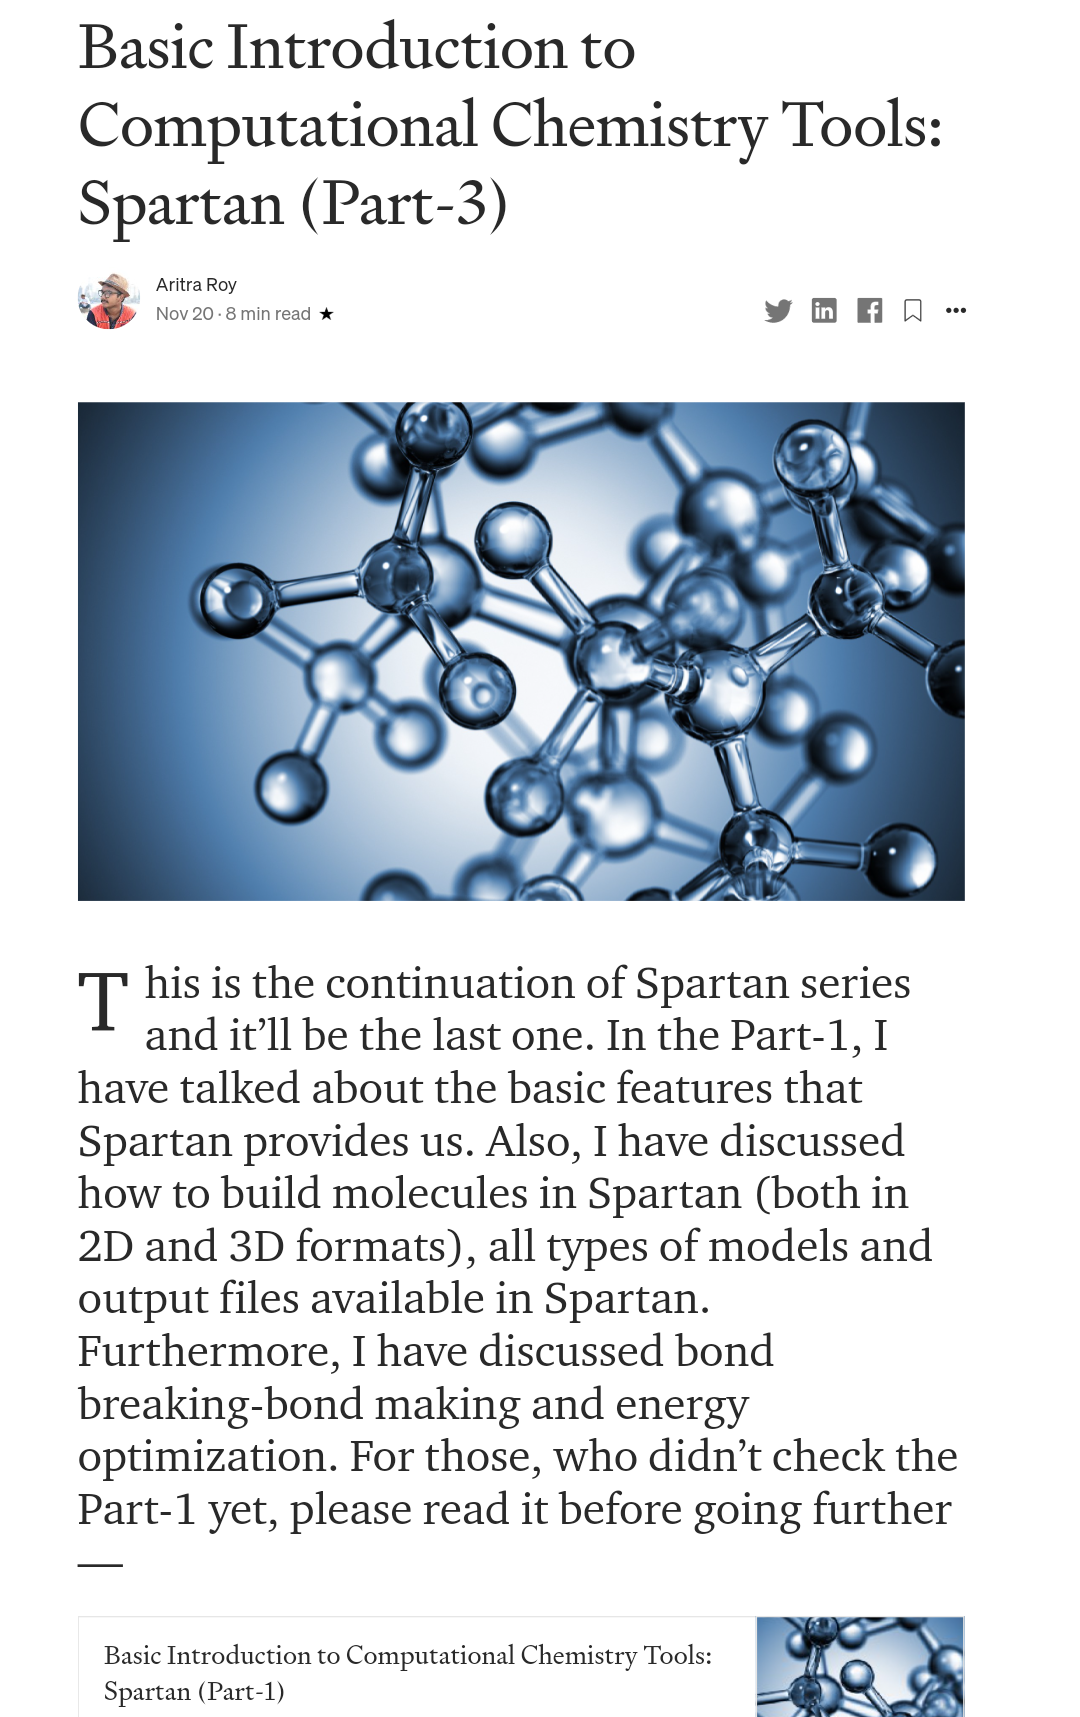 Basic Introduction to
Computational Chemistry Tools:
Spartan (Part-3)
Aritra Roy
Nov 20 · 8 min read ★
This is the continuation of Spartan series
and it’ll be the last one. In the Part-1, I
have talked about the basic features that
Spartan provides us. Also, I have discussed
how to build molecules in Spartan (both in
2D and 3D formats), all types of models and
output files available in Spartan.
Furthermore, I have discussed bond
breaking-bond making and energy
optimization. For those, who didn’t check the
Part-1 yet, please read it before going further
—
Basic Introduction to Computational Chemistry Tools:
Spartan (Part-1)